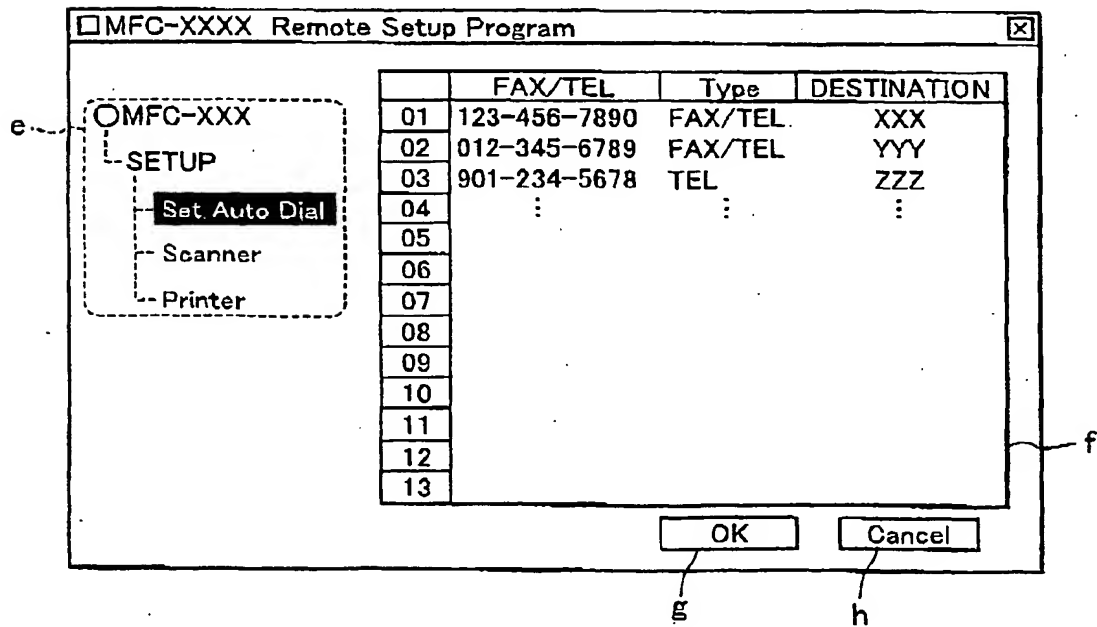 MFC-XXXX Remote Setup Program
FAX/TEL Type DESTINATION
e MFC-XXX 01 123-456-7890 FAX/TEL XXX
SETUP 02 012-345-6789 FAX/TEL YYY
03 901-234-5678 TEL ZZZ
Set Auto Dial 04 ⋮ ⋮ ⋮
05
Scanner 06
Printer 07
08
09
10
11
12 f
13
OK Cancel
g h